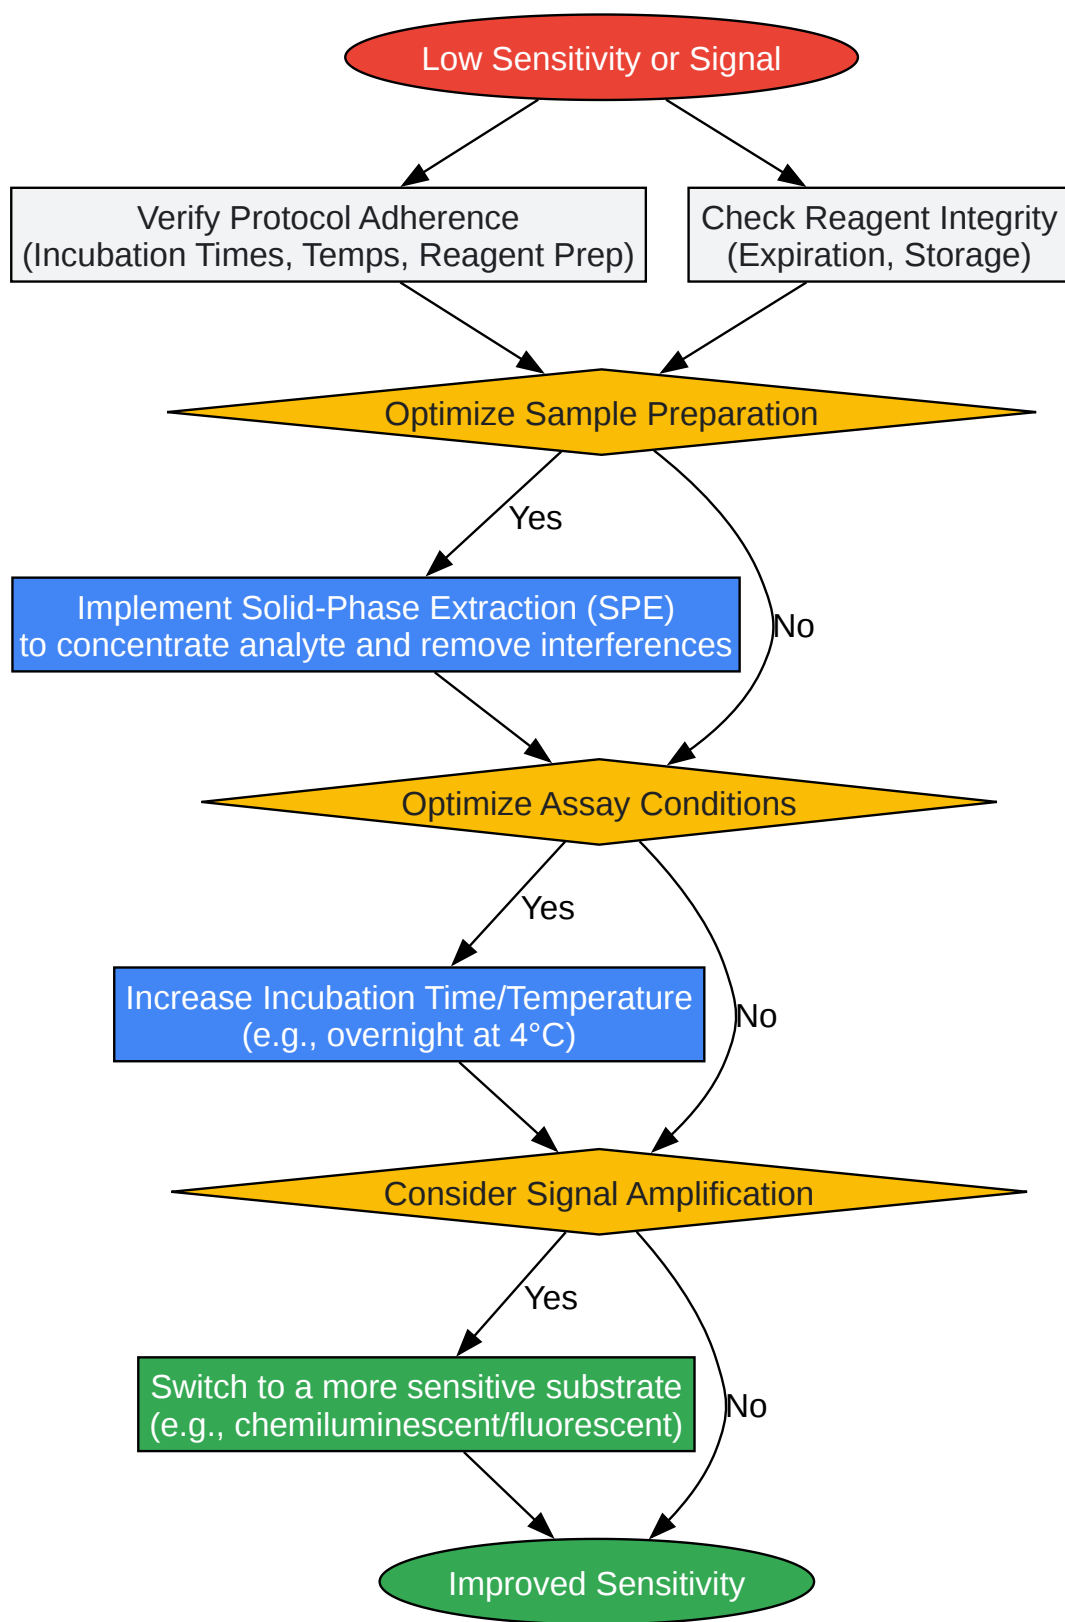 Low Sensitivity or Signal
Verify Protocol Adherence
(Incubation Times, Temps, Reagent Prep)
Check Reagent Integrity
(Expiration, Storage)
Optimize Sample Preparation
Yes
Implement Solid-Phase Extraction (SPE)
to concentrate analyte and remove interferences
No
Optimize Assay Conditions
Yes
Increase Incubation Time/Temperature
(e.g., overnight at 4°C)
No
Consider Signal Amplification
Yes
Switch to a more sensitive substrate
(e.g., chemiluminescent/fluorescent)
No
Improved Sensitivity